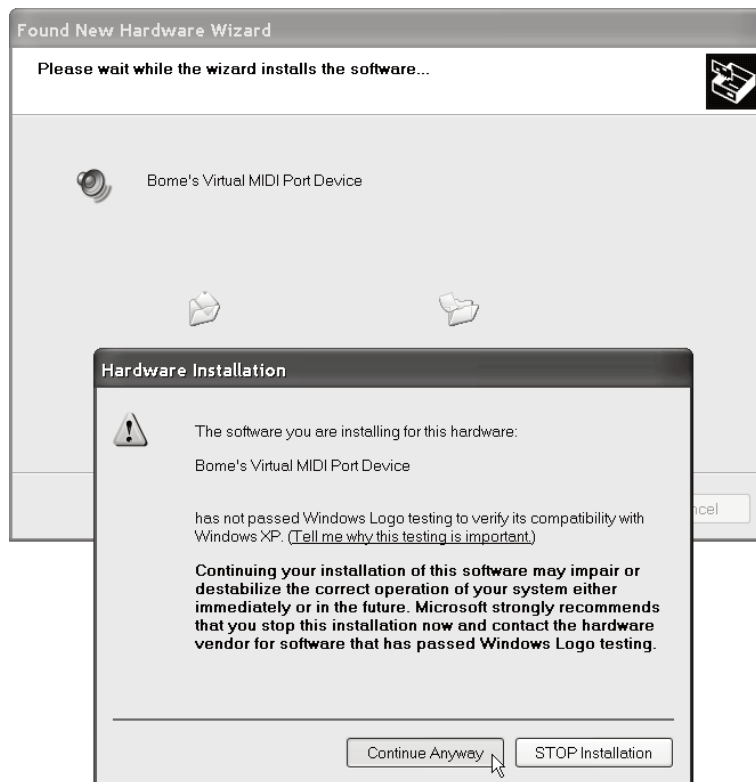 Found New Hardware Wizard
Please wait while the wizard installs the software...
Bome's Virtual MIDI Port Device
Hardware Installation
The software you are installing for this hardware:
Bome's Virtual MIDI Port Device
has not passed Windows Logo testing to verify its compatibility with
Windows XP. (Tell me why this testing is important.)
Continuing your installation of this software may impair or
destabilize the correct operation of your system either
immediately or in the future. Microsoft strongly recommends
that you stop this installation now and contact the hardware
vendor for software that has passed Windows Logo testing.
Continue Anyway
STOP Installation